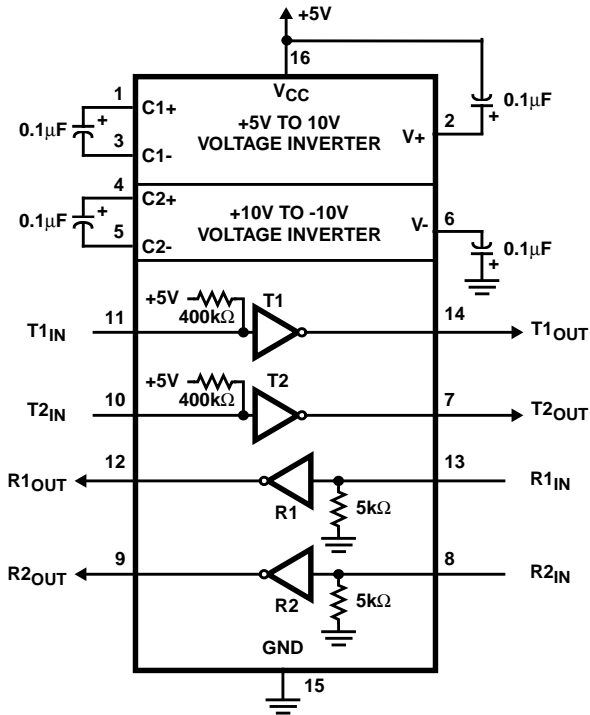 +5V
16
1
C1+
VCC
0.1µF
+
+5V TO 10V
VOLTAGE INVERTER
V+
2
0.1µF
+
3
C1-
4
C2+
0.1µF
+
+10V TO -10V
VOLTAGE INVERTER
V-
6
0.1µF
+
5
C2-
+5V
400kΩ
T1
T1IN
11
14
T1OUT
+5V
400kΩ
T2
T2IN
10
7
T2OUT
R1OUT
12
13
R1IN
R1
5kΩ
R2OUT
9
8
R2IN
R2
5kΩ
GND
15